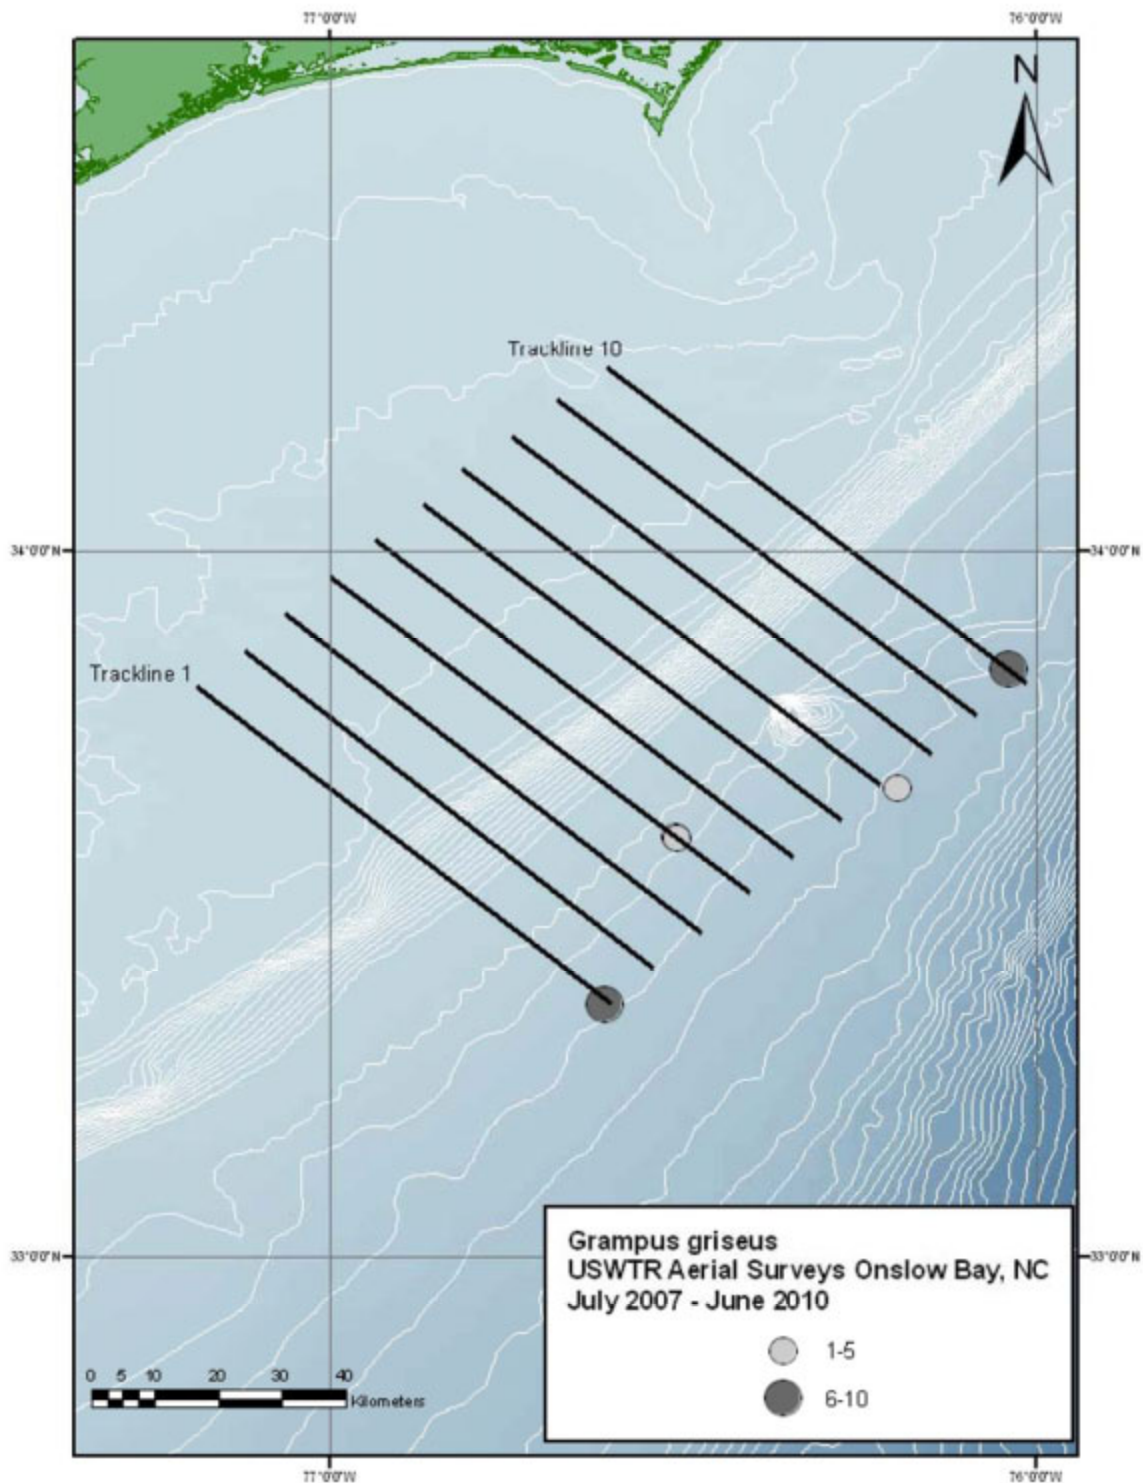 77°0'0"W
76°0'0"W
N
Trackline 10
34°0'0"N
34°0'0"N
Trackline 1
33°0'0"N
33°0'0"N
Grampus griseus
USWTR Aerial Surveys Onslow Bay, NC
July 2007 - June 2010
1-5
6-10
0 5 10 20 30 40
Kilometers
77°0'0"W
76°0'0"W